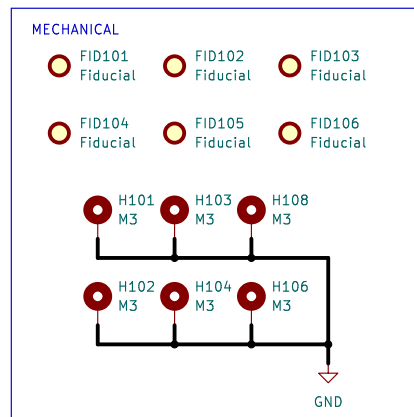 MECHANICAL
FID101
Fiducial
FID102
Fiducial
FID103
Fiducial
FID104
Fiducial
FID105
Fiducial
FID106
Fiducial
H101
M3
H103
M3
H108
M3
H102
M3
H104
M3
H106
M3
GND